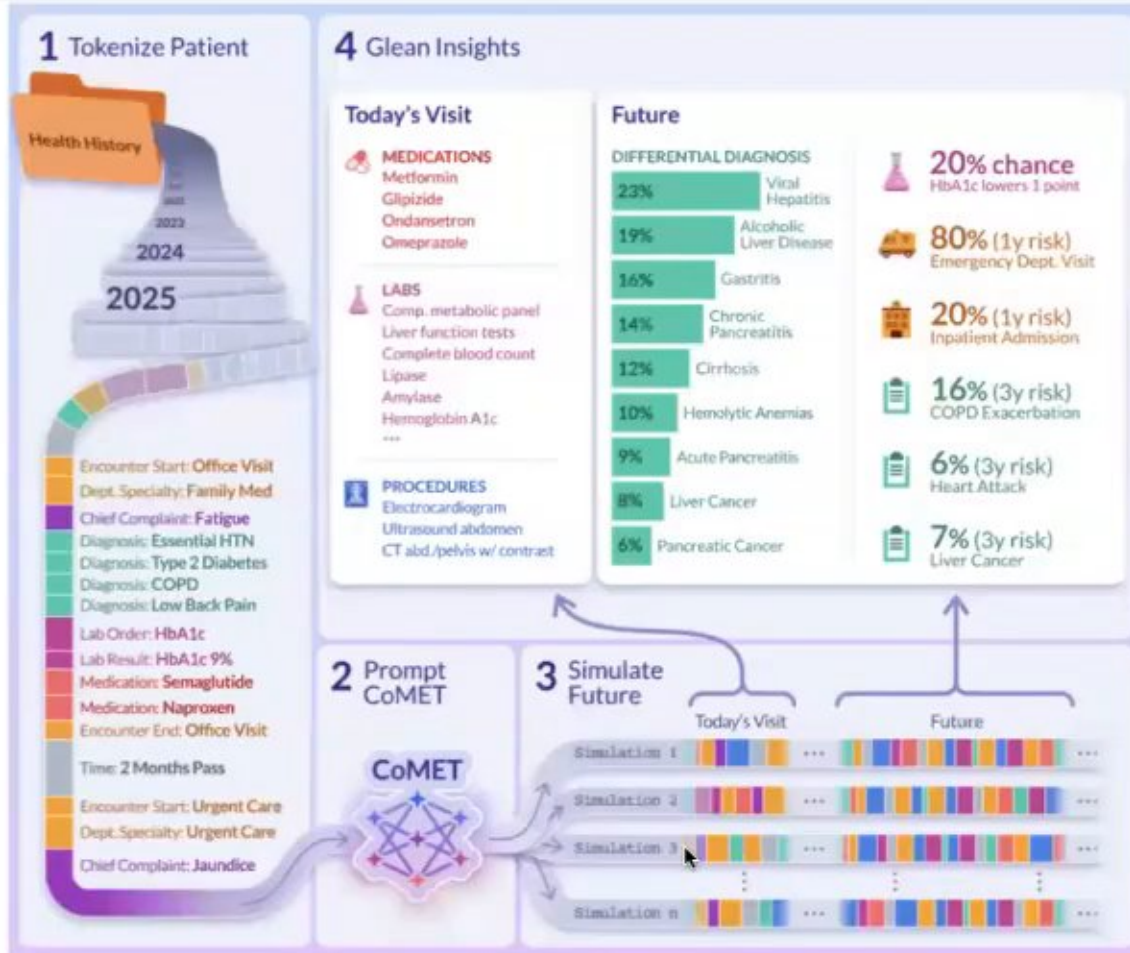 1 Tokenize Patient
Health History
2023
2024
2025
Encounter Start: Office Visit
Dept. Specialty: Family Med
Chief Complaint: Fatigue
Diagnosis: Essential HTN
Diagnosis: Type 2 Diabetes
Diagnosis: COPD
Diagnosis: Low Back Pain
Lab Order: HbA1c
Lab Result: HbA1c 9%
Medication: Semaglutide
Medication: Naproxen
Encounter End: Office Visit
Time: 2 Months Pass
Encounter Start: Urgent Care
Dept. Specialty: Urgent Care
Chief Complaint: Jaundice
2 Prompt
CoMET
CoMET
3 Simulate
Future
Today's Visit
Future
Simulation 1
...
...
Simulation 2
...
...
Simulation 3
...
...
Simulation n
...
...
4 Glean Insights
Today's Visit
MEDICATIONS
Metformin
Glipizide
Ondansetron
Omeprazole
LABS
Comp. metabolic panel
Liver function tests
Complete blood count
Lipase
Amylase
Hemoglobin A1c
...
PROCEDURES
Electrocardiogram
Ultrasound abdomen
CT abd./pelvis w/ contrast
Future
DIFFERENTIAL DIAGNOSIS
23% Viral
Hepatitis
19% Alcoholic
Liver Disease
16% Gastritis
14% Chronic
Pancreatitis
12% Cirrhosis
10% Hemolytic Anemias
9% Acute Pancreatitis
8% Liver Cancer
6% Pancreatic Cancer
20% chance
HbA1c lowers 1 point
80% (1y risk)
Emergency Dept. Visit
20% (1y risk)
Inpatient Admission
16% (3y risk)
COPD Exacerbation
6% (3y risk)
Heart Attack
7% (3y risk)
Liver Cancer